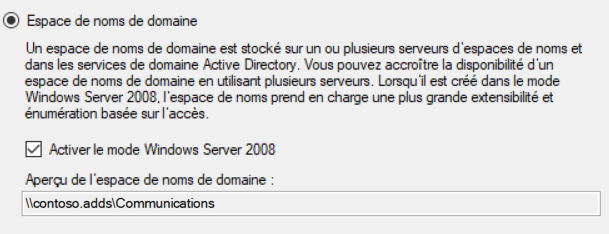 Espace de noms de domaine
Un espace de noms de domaine est stocké sur un ou plusieurs serveurs d'espaces de noms et
dans les services de domaine Active Directory. Vous pouvez accroître la disponibilité d'un
espace de noms de domaine en utilisant plusieurs serveurs. Lorsqu'il est créé dans le mode
Windows Server 2008, l'espace de noms prend en charge une plus grande extensibilité et
énumération basée sur l'accès.
Activer le mode Windows Server 2008
Aperçu de l'espace de noms de domaine :
\\contoso.adds\Communications